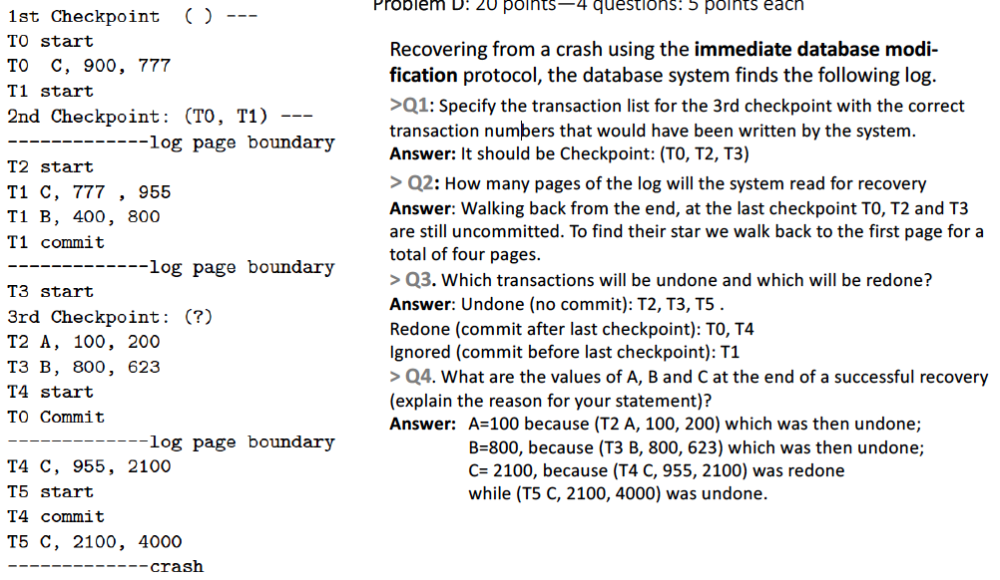 1st Checkpoint ( ) ---
T0 start
T0 C, 900, 777
T1 start
2nd Checkpoint: (T0, T1) ---
-------------log page boundary
T2 start
T1 C, 777 , 955
T1 B, 400, 800
T1 commit
-------------log page boundary
T3 start
3rd Checkpoint: (?)
T2 A, 100, 200
T3 B, 800, 623
T4 start
T0 Commit
-------------log page boundary
T4 C, 955, 2100
T5 start
T4 commit
T5 C, 2100, 4000
-------------crash
Problem D: 20 points—4 questions: 5 points each
Recovering from a crash using the immediate database modi-
fication protocol, the database system finds the following log.
>Q1: Specify the transaction list for the 3rd checkpoint with the correct
transaction numbers that would have been written by the system.
Answer: It should be Checkpoint: (T0, T2, T3)
> Q2: How many pages of the log will the system read for recovery
Answer: Walking back from the end, at the last checkpoint T0, T2 and T3
are still uncommitted. To find their star we walk back to the first page for a
total of four pages.
> Q3. Which transactions will be undone and which will be redone?
Answer: Undone (no commit): T2, T3, T5 .
Redone (commit after last checkpoint): T0, T4
Ignored (commit before last checkpoint): T1
> Q4. What are the values of A, B and C at the end of a successful recovery
(explain the reason for your statement)?
Answer: A=100 because (T2 A, 100, 200) which was then undone;
B=800, because (T3 B, 800, 623) which was then undone;
C= 2100, because (T4 C, 955, 2100) was redone
while (T5 C, 2100, 4000) was undone.